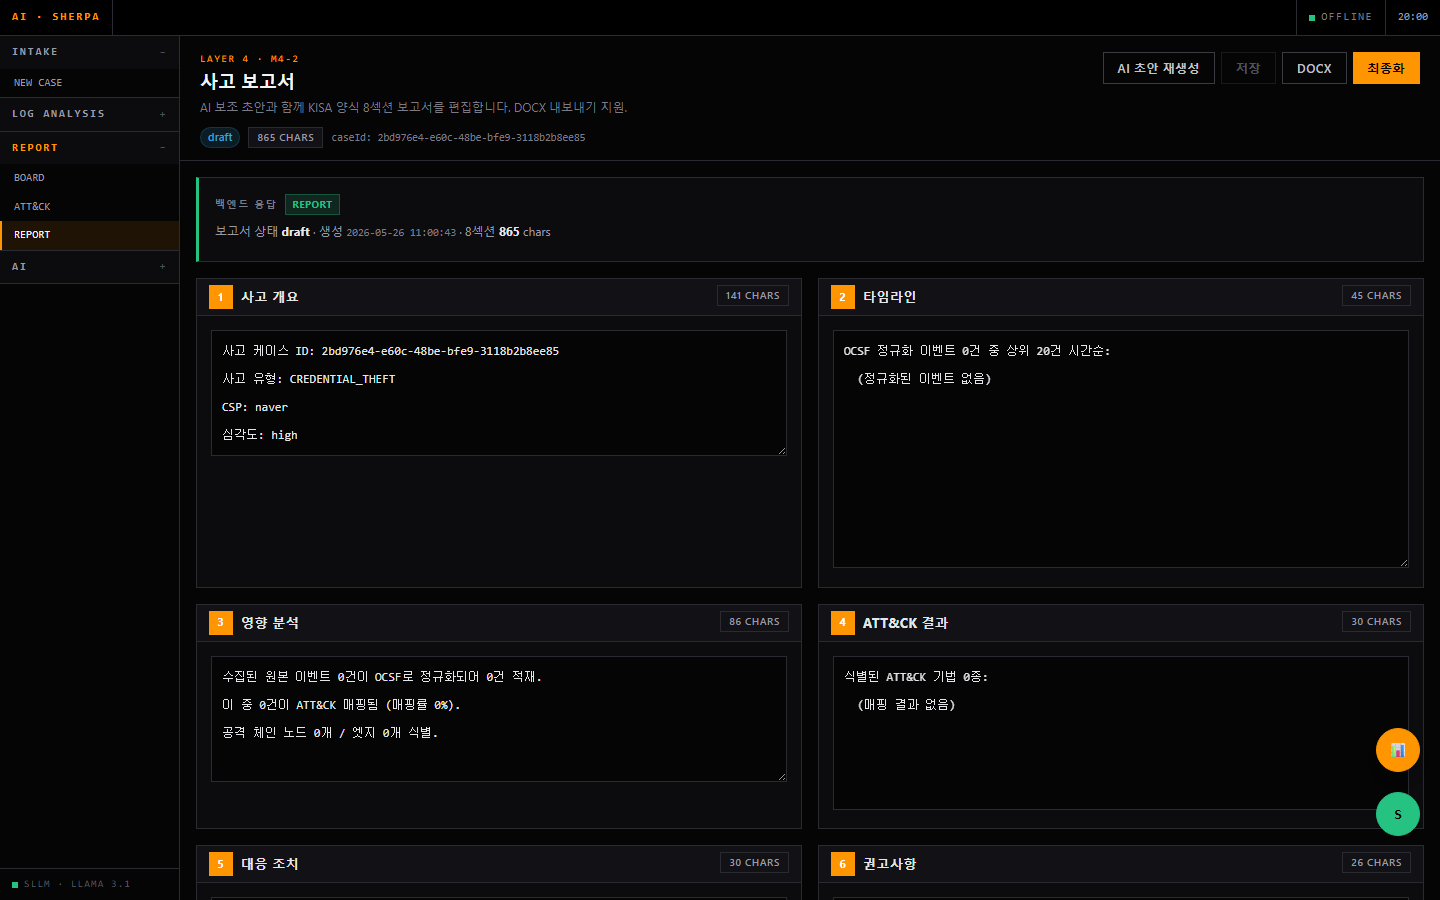 AI · SHERPA
OFFLINE
20:00
INTAKE
NEW CASE
LOG ANALYSIS
REPORT
BOARD
ATT&CK
REPORT
AI
SLLM · LLAMA 3.1
LAYER 4 · M4-2
사고 보고서
AI 보조 초안과 함께 KISA 양식 8섹션 보고서를 편집합니다. DOCX 내보내기 지원.
draft 865 CHARS caseId: 2bd976e4-e60c-48be-bfe9-3118b2b8ee85
AI 초안 재생성 저장 DOCX 최종화
백엔드 응답 REPORT
보고서 상태 draft · 생성 2026-05-26 11:00:43 · 8섹션 865 chars
1 사고 개요 141 CHARS
사고 케이스 ID: 2bd976e4-e60c-48be-bfe9-3118b2b8ee85
사고 유형: CREDENTIAL_THEFT
CSP: naver
심각도: high
2 타임라인 45 CHARS
OCSF 정규화 이벤트 0건 중 상위 20건 시간순:
(정규화된 이벤트 없음)
3 영향 분석 86 CHARS
수집된 원본 이벤트 0건이 OCSF로 정규화되어 0건 적재.
이 중 0건이 ATT&CK 매핑됨 (매핑률 0%).
공격 체인 노드 0개 / 엣지 0개 식별.
4 ATT&CK 결과 30 CHARS
식별된 ATT&CK 기법 0종:
(매핑 결과 없음)
S
5 대응 조치 30 CHARS
6 권고사항 26 CHARS